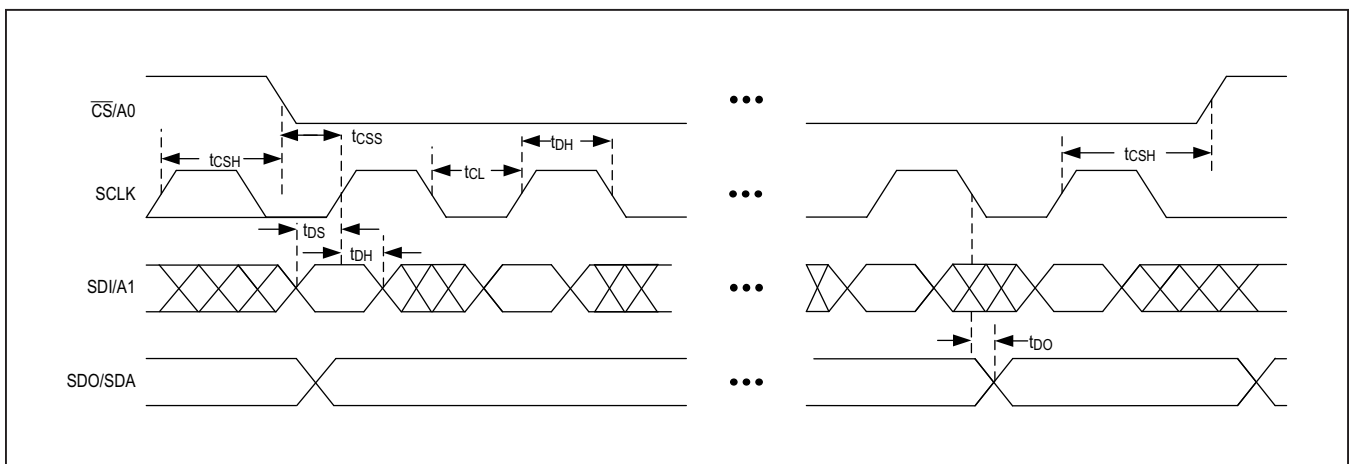 CS/A0
tCSS
tDH
tCSH
tCL
tCSH
SCLK
tDS
tDH
SDI/A1
tDO
SDO/SDA